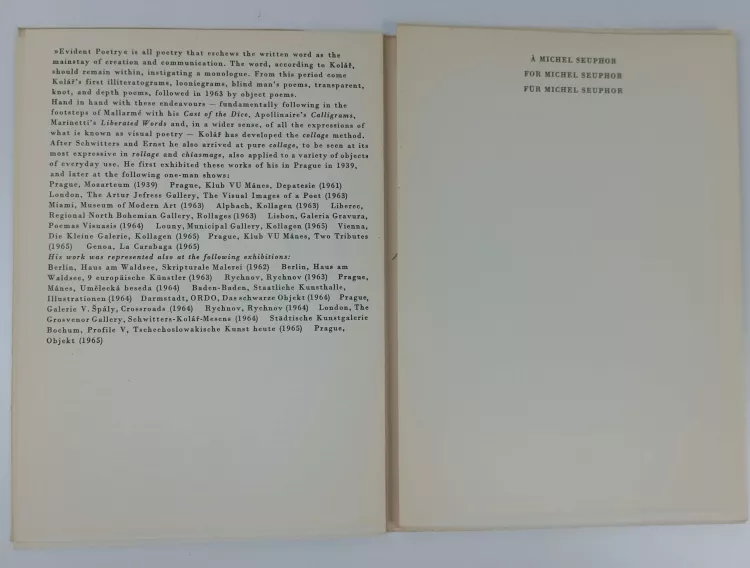 »Evident Poetry« is all poetry that eschews the written word as the
mainstay of creation and communication. The word, according to Kolář,
should remain within, instigating a monologue. From this period come
Kolář's first illiteratograms, looniegrams, blind man's poems, transparent,
knot, and depth poems, followed in 1963 by object poems.
Hand in hand with these endeavours — fundamentally following in the
footsteps of Mallarmé with his Cast of the Dice, Apollinaire's Calligrams,
Marinetti's Liberated Words and, in a wider sense, of all the expressions of
what is known as visual poetry — Kolář has developed the collage method.
After Schwitters and Ernst he also arrived at pure collage, to be seen at its
most expressive in rollage and chiasmage, also applied to a variety of objects
of everyday use. He first exhibited these works of his in Prague in 1939,
and later at the following one-man shows:
Prague, Mozarteum (1939) Prague, Klub VU Mánes, Depatesie (1961)
London, The Artur Jefress Gallery, The Visual Images of a Poet (1963)
Miami, Museum of Modern Art (1963) Alpbach, Kollagen (1963) Liberec,
Regional North Bohemian Gallery, Rollages (1963) Lisbon, Galeria Gravura,
Poemas Visuasis (1964) Louny, Municipal Gallery, Kollagen (1965) Vienna,
Die Kleine Galerie, Kollagen (1965) Prague, Klub VU Mánes, Two Tributes
(1965) Genoa, La Carabaga (1965)
His work was represented also at the following exhibitions:
Berlin, Haus am Waldsee, Skripturale Malerei (1962) Berlin, Haus am
Waldsee, 9 europäische Künstler (1963) Rychnov, Rychnov (1963) Prague,
Mánes, Umělecká beseda (1964) Baden-Baden, Staatliche Kunsthalle,
Illustrationen (1964) Darmstadt, ORDO, Das schwarze Objekt (1964) Prague,
Galerie V. Špály, Crossroads (1964) Rychnov, Rychnov (1964) London, The
Grosvenor Gallery, Schwitters-Kolář-Mesens (1964) Städtische Kunstgalerie
Bochum, Profile V, Tschechoslowakische Kunst heute (1965) Prague,
Objekt (1965)
À MICHEL SEUPHOR
FOR MICHEL SEUPHOR
FÜR MICHEL SEUPHOR